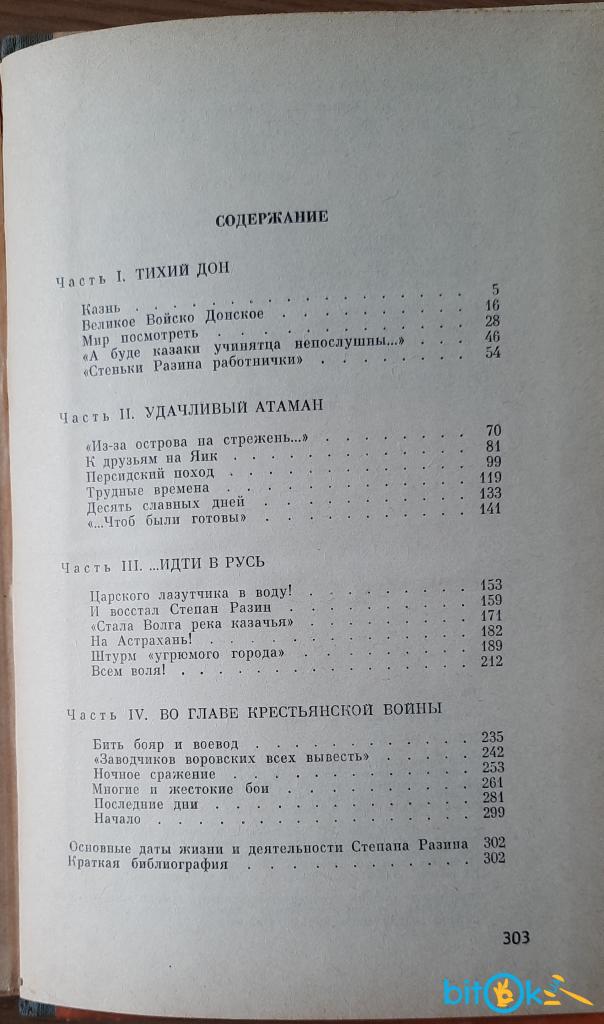 СОДЕРЖАНИЕ
Часть I. ТИХИЙ ДОН
Казнь . . . . . . . . . . . . . . . . . 5
Великое Войско Донское . . . . . . . . . 16
Мир посмотреть . . . . . . . . . . . . . 28
«А буде казаки учинятца непослушны...» . . . 46
«Стеньки Разина работнички» . . . . . . . 54
Часть II. УДАЧЛИВЫЙ АТАМАН
«Из-за острова на стрежень...» . . . . . . . 70
К друзьям на Яик . . . . . . . . . . . . 81
Персидский поход . . . . . . . . . . . . 99
Трудные времена . . . . . . . . . . . . 119
Десять славных дней . . . . . . . . . . 133
«...Чтоб были готовы» . . . . . . . . . . 141
Часть III. ...ИДТИ В РУСЬ
Царского лазутчика в воду! . . . . . . . . 153
И восстал Степан Разин . . . . . . . . . 159
«Стала Волга река казачья» . . . . . . . . 171
На Астрахань! . . . . . . . . . . . . . 182
Штурм «угрюмого города» . . . . . . . . 189
Всем воля! . . . . . . . . . . . . . . 212
Часть IV. ВО ГЛАВЕ КРЕСТЬЯНСКОЙ ВОЙНЫ
Бить бояр и воевод . . . . . . . . . . . 235
«Заводчиков воровских всех вывесть» . . . . 242
Ночное сражение . . . . . . . . . . . . 253
Многие и жестокие бои . . . . . . . . . 261
Последние дни . . . . . . . . . . . . . 281
Начало . . . . . . . . . . . . . . . . 299
Основные даты жизни и деятельности Степана Разина 302
Краткая библиография . . . . . . . . . . . 302
303
bitok